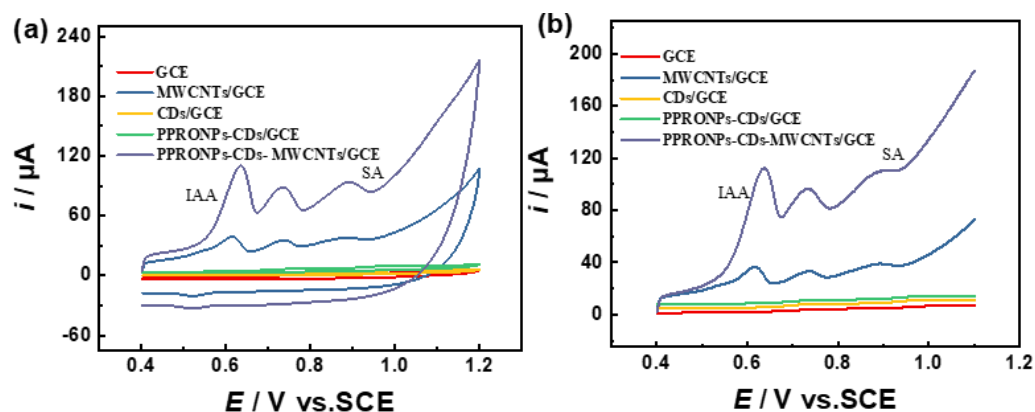 (a)
240
180
120
60
0
-60
i / μA
GCE
MWCNTs/GCE
CDs/GCE
PPRONPs-CDs/GCE
PPRONPs-CDs- MWCNTs/GCE
IAA
SA
0.4 0.6 0.8 1.0 1.2
E / V vs.SCE
(b)
200
160
120
80
40
0
i / μA
GCE
MWCNTs/GCE
CDs/GCE
PPRONPs-CDs/GCE
PPRONPs-CDs-MWCNTs/GCE
IAA
SA
0.4 0.6 0.8 1.0 1.2
E / V vs.SCE